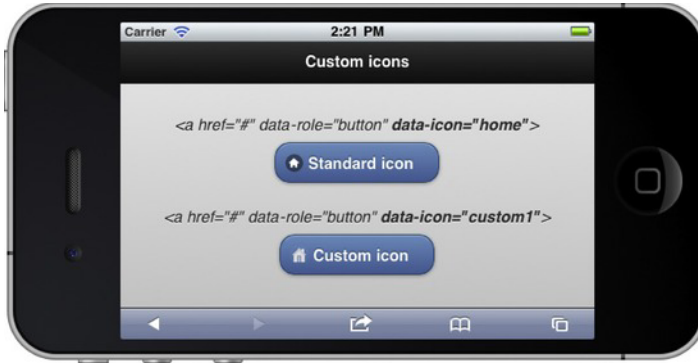 Carrier 2:21 PM
Custom icons
<a href="#" data-role="button" data-icon="home">
Standard icon
<a href="#" data-role="button" data-icon="custom1">
Custom icon